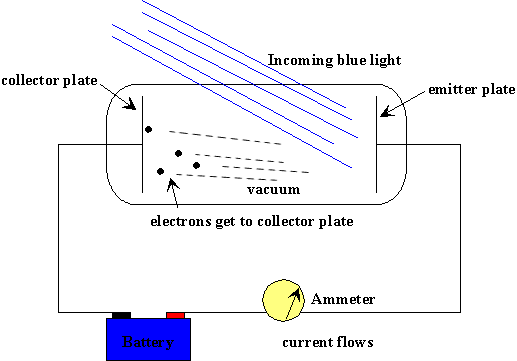 Incoming blue light
collector plate
emitter plate
vacuum
electrons get to collector plate
Ammeter
Battery
current flows